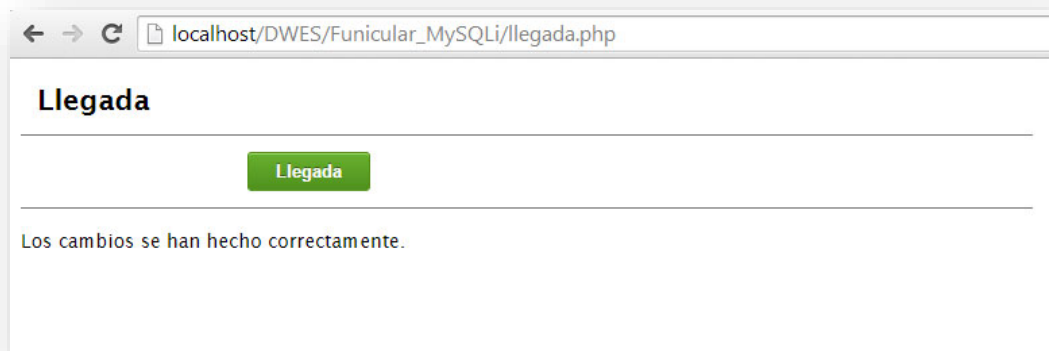 localhost/DWES/Funicular_MySQLi/llegada.php
Llegada
Llegada
Los cambios se han hecho correctamente.